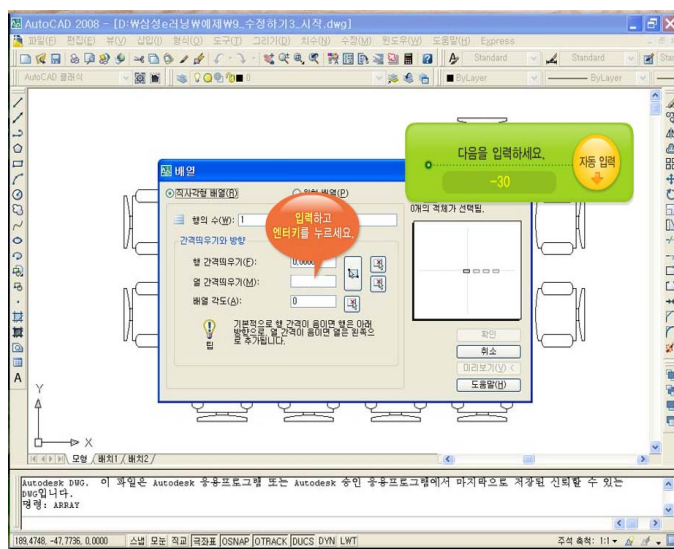 AutoCAD 2008 - [D:\삼성e러닝\예제\9_수정하기3_시작.dwg]
파일(F) 편집(E) 뷰(V) 삽입(I) 형식(O) 도구(T) 그리기(D) 치수(N) 수정(M) 윈도우(W) 도움말(H) Express
Standard Standard
AutoCAD 클래식 0 ByLayer ByLayer
다음을 입력하세요.
-30
자동 입력
배열
직사각형 배열(R) 원형 배열(P)
0개의 객체가 선택됨.
행의 수(W): 1
입력하고
엔터키를 누르세요.
간격띄우기와 방향
행 간격띄우기(F): 0.0000
열 간격띄우기(M):
배열 각도(A): 0
팁
기본적으로 행 간격이 음이면 행은 아래
방향으로, 열 간격이 음이면 열은 왼쪽으
로 추가됩니다.
확인
취소
미리보기(V) <
도움말(H)
A
Y
X
모형 / 배치1 / 배치2 /
Autodesk DWG. 이 파일은 Autodesk 응용프로그램 또는 Autodesk 승인 응용프로그램에서 마지막으로 저장된 신뢰할 수 있는
DWG입니다.
명령: ARRAY
189,4748, -47,7736, 0,0000 스냅 모눈 직교 극좌표 OSNAP OTRACK DUCS DYN LWT 주석 축척: 1:1